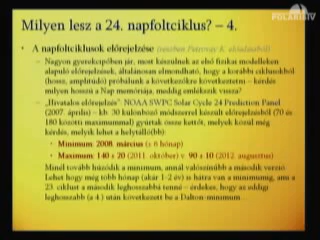 POLARISTV
Milyen lesz a 24. napfoltciklus? – 4.
• A napfoltciklusok előrejelzése (részben Petrovay K. előadásából)
– Nagyon gyerekcipőben jár, most készülnek az első fizikai modelleken
alapuló előrejelzések, általánosan elmondható, hogy a korábbi ciklusokból
(hossz, amplitúdó) próbálunk a következőkre következtetni – kérdés
milyen hosszú a Nap memóriája, meddig emlékezik vissza?
– „Hivatalos előrejelzés”: NOAA SWPC Solar Cycle 24 Prediction Panel
(2007. április) – kb. 30 különböző módszerrel készült előrejelzésből (70 és
180 közötti maximummal) gyúrtak össze kettőt, melyek közül még
kérdés, melyik lehet a helytálló(bb):
• Minimum: 2008. március (± 6 hónap)
• Maximum: 140 ± 20 (2011. október) v. 90 ± 10 (2012. augusztus)
Minél tovább húzódik a minimum, annál valószínűbb a második verzió
Lehet hogy még több hónap (akár 1-2 év) is hátra van a minimumig, ami a
23. ciklust a második leghosszabbá tenné – érdekes, hogy az eddigi
leghosszabb (a 4.) után következett be a Dalton-minimum...